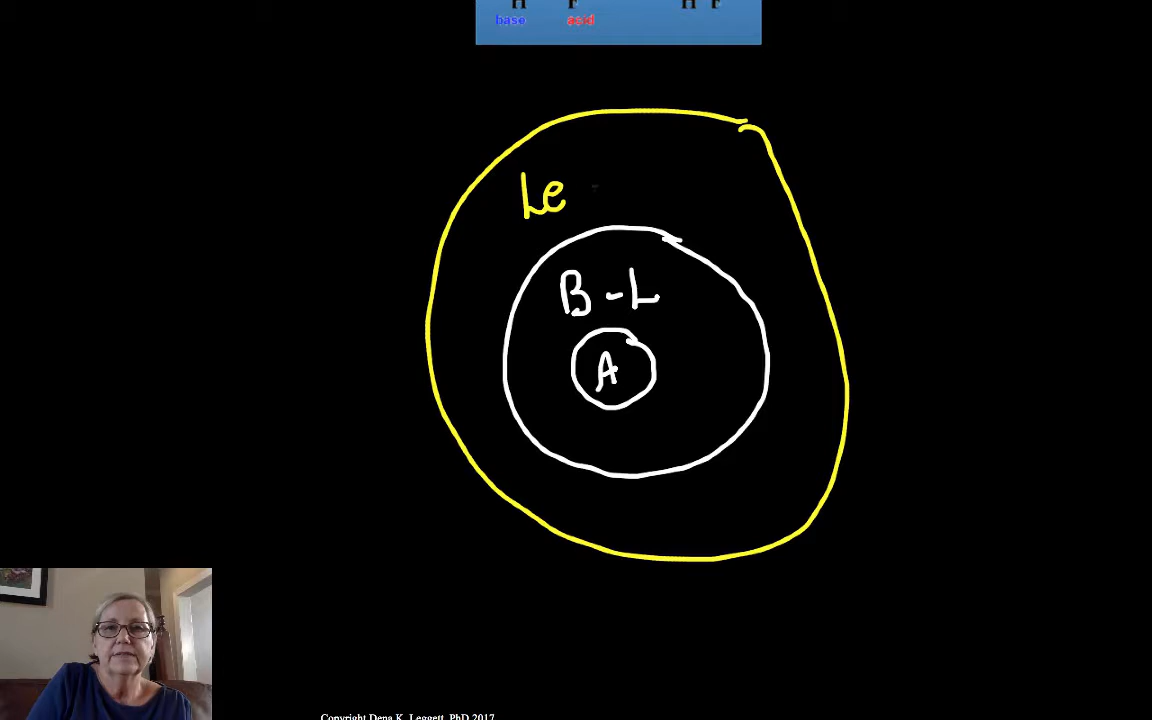 H F H F
base acid
Le
B-L
A
Copyright Dena K. Leggett, PhD 2017